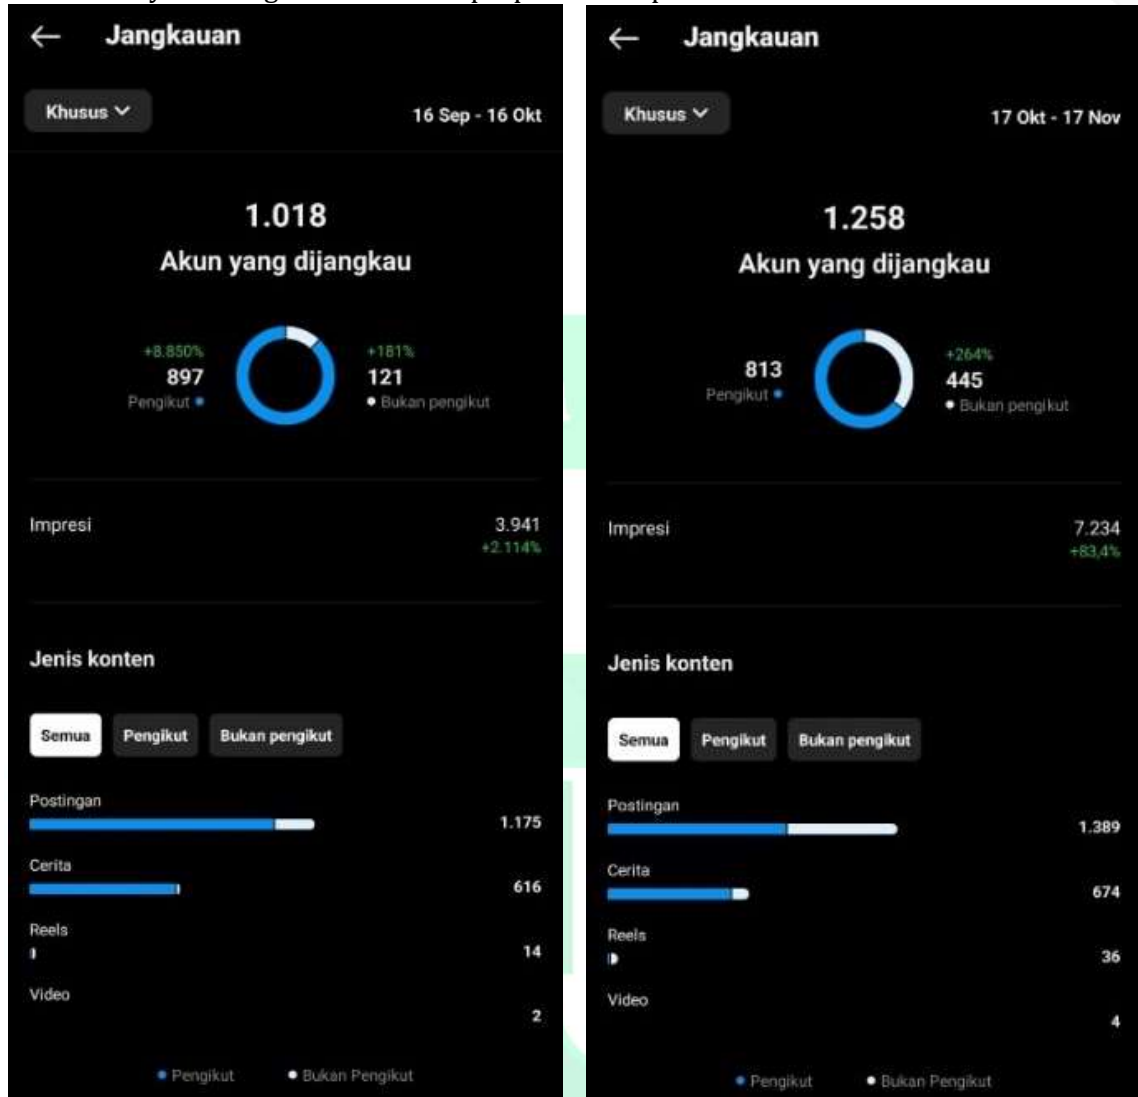 Jangkauan
Khusus
16 Sep - 16 Okt
1.018
Akun yang dijangkau
+8.850%
897
Pengikut
+181%
121
Bukan pengikut
Impresi
3.941
+2.114%
Jenis konten
Semua Pengikut Bukan pengikut
Postingan
1.175
Cerita
616
Reels
14
Video
2
Pengikut Bukan Pengikut
Jangkauan
Khusus
17 Okt - 17 Nov
1.258
Akun yang dijangkau
813
Pengikut
+264%
445
Bukan pengikut
Impresi
7.234
+83,4%
Jenis konten
Semua Pengikut Bukan pengikut
Postingan
1.389
Cerita
674
Reels
36
Video
4
Pengikut Bukan Pengikut